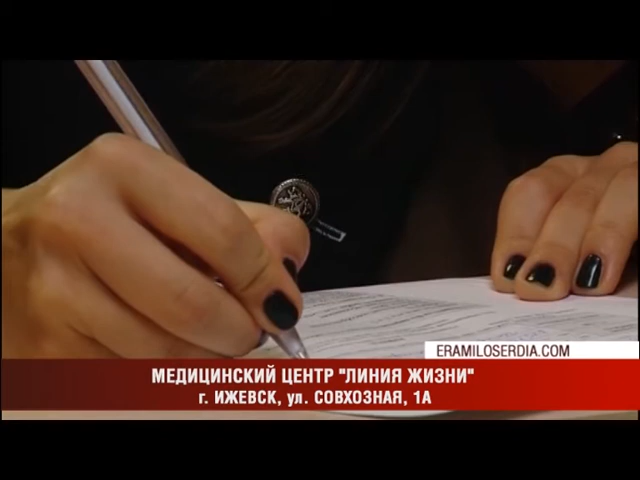 ERAMILOSERDIA.COM
МЕДИЦИНСКИЙ ЦЕНТР "ЛИНИЯ ЖИЗНИ"
г. ИЖЕВСК, ул. СОВХОЗНАЯ, 1А